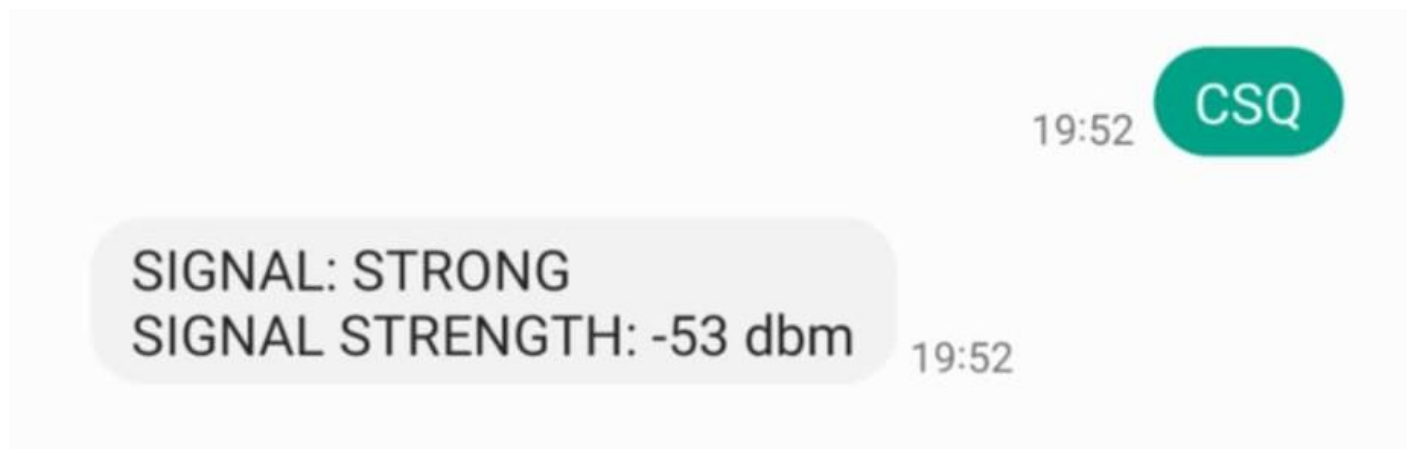 CSQ
19:52
SIGNAL: STRONG
SIGNAL STRENGTH: -53 dbm
19:52